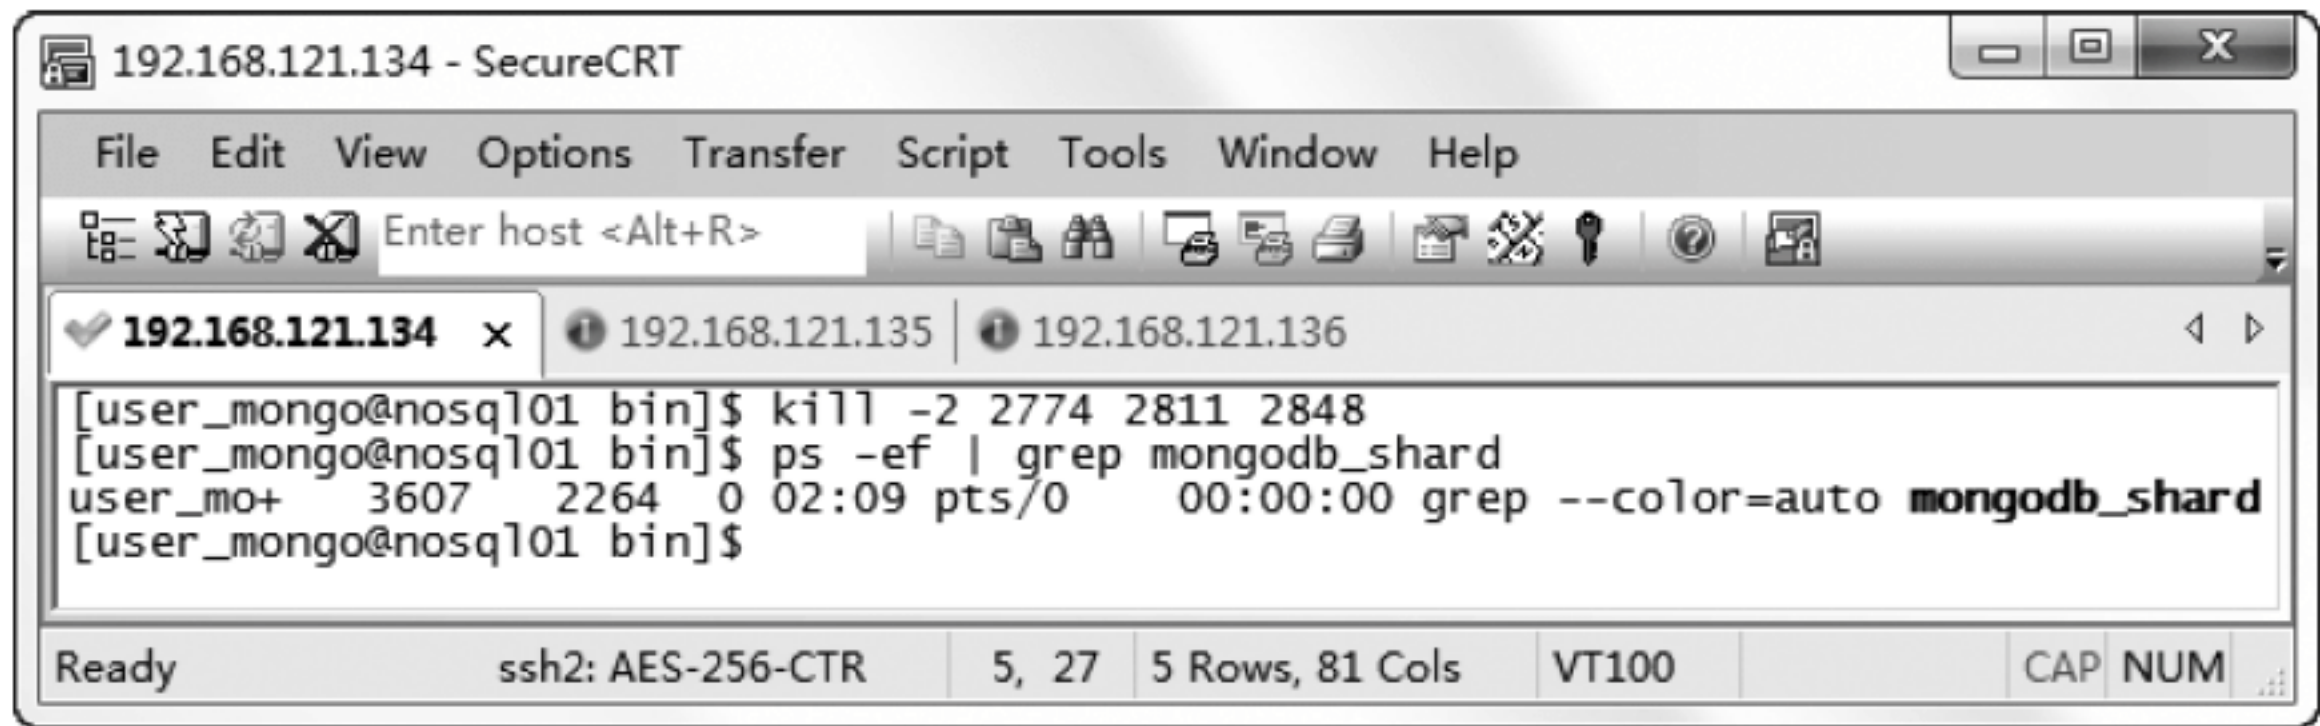 192.168.121.134 - SecureCRT
File Edit View Options Transfer Script Tools Window Help
Enter host <Alt+R>
192.168.121.134 x 192.168.121.135 192.168.121.136
[user_mongo@nosql01 bin]$ kill -2 2774 2811 2848
[user_mongo@nosql01 bin]$ ps -ef | grep mongodb_shard
user_mo+   3607   2264  0 02:09 pts/0    00:00:00 grep --color=auto mongodb_shard
[user_mongo@nosql01 bin]$
Ready ssh2: AES-256-CTR 5, 27 5 Rows, 81 Cols VT100 CAP NUM